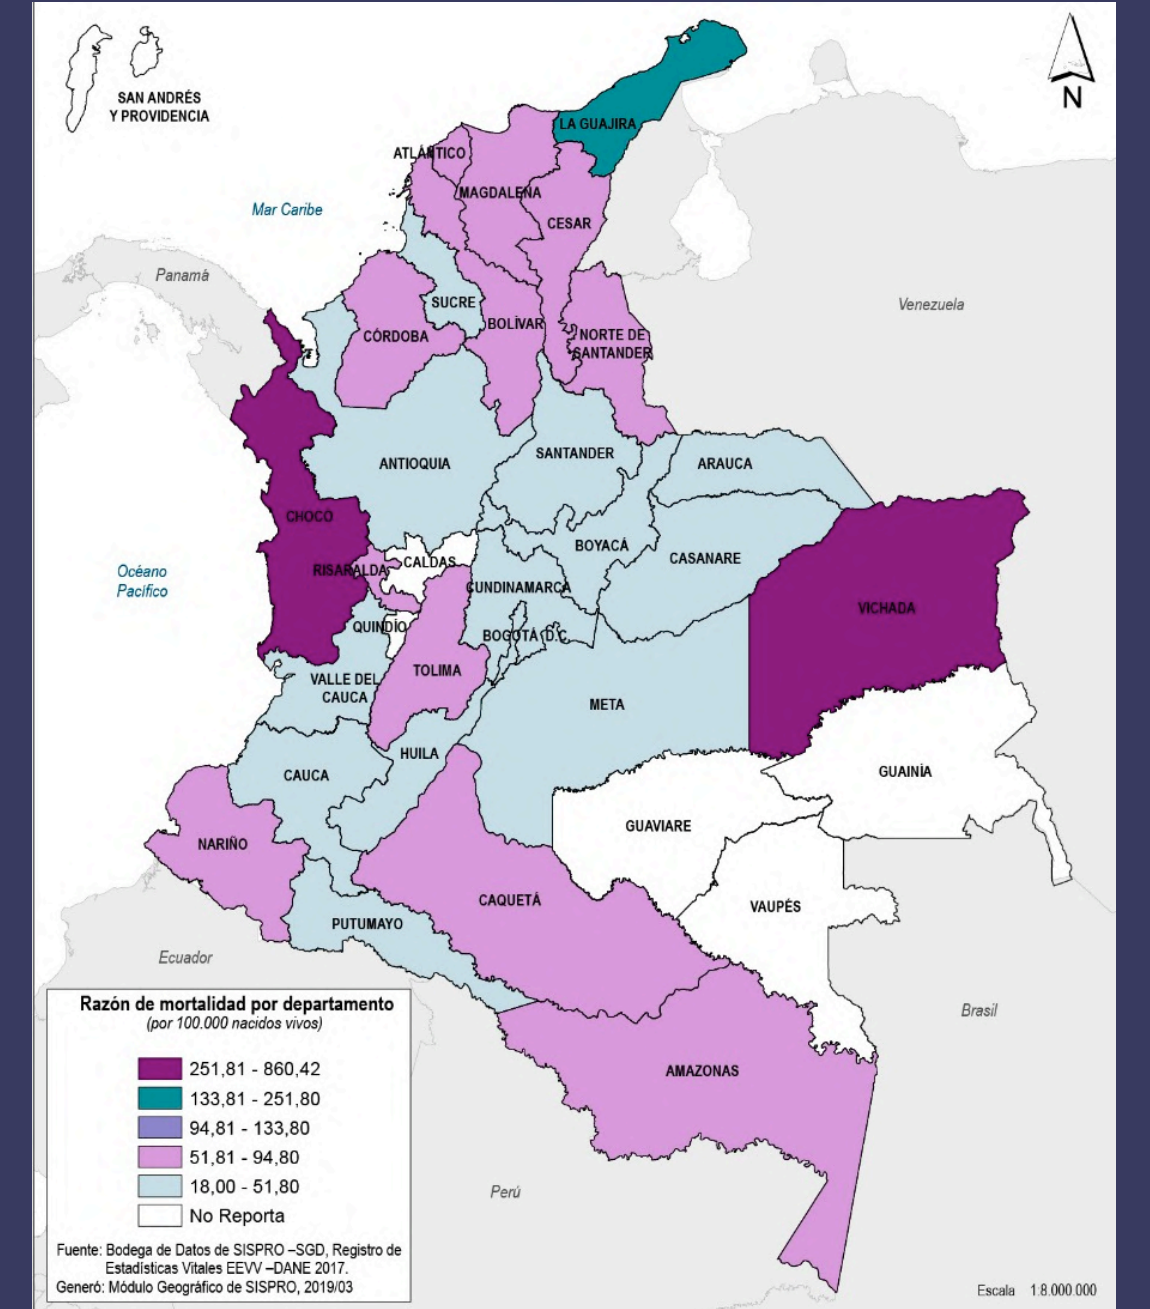 SAN ANDRÉS
Y PROVIDENCIA
N
LA GUAJIRA
ATLÁNTICO
MAGDALENA
Mar Caribe
CESAR
Panamá
SUCRE
Venezuela
BOLÍVAR
CÓRDOBA
NORTE DE
SANTANDER
ANTIOQUIA
SANTANDER
ARAUCA
CHOCÓ
BOYACÁ
CASANARE
CALDAS
RISARALDA
Océano
Pacífico
CUNDINAMARCA
VICHADA
QUINDÍO
BOGOTÁ D.C.
TOLIMA
VALLE DEL
CAUCA
META
HUILA
CAUCA
GUAINÍA
GUAVIARE
NARIÑO
CAQUETÁ
VAUPÉS
PUTUMAYO
Ecuador
Brasil
AMAZONAS
Perú
Razón de mortalidad por departamento
(por 100.000 nacidos vivos)
251,81 - 860,42
133,81 - 251,80
94,81 - 133,80
51,81 - 94,80
18,00 - 51,80
No Reporta
Fuente: Bodega de Datos de SISPRO –SGD, Registro de
Estadísticas Vitales EEVV –DANE 2017.
Generó: Módulo Geográfico de SISPRO, 2019/03
Escala 1:8.000.000